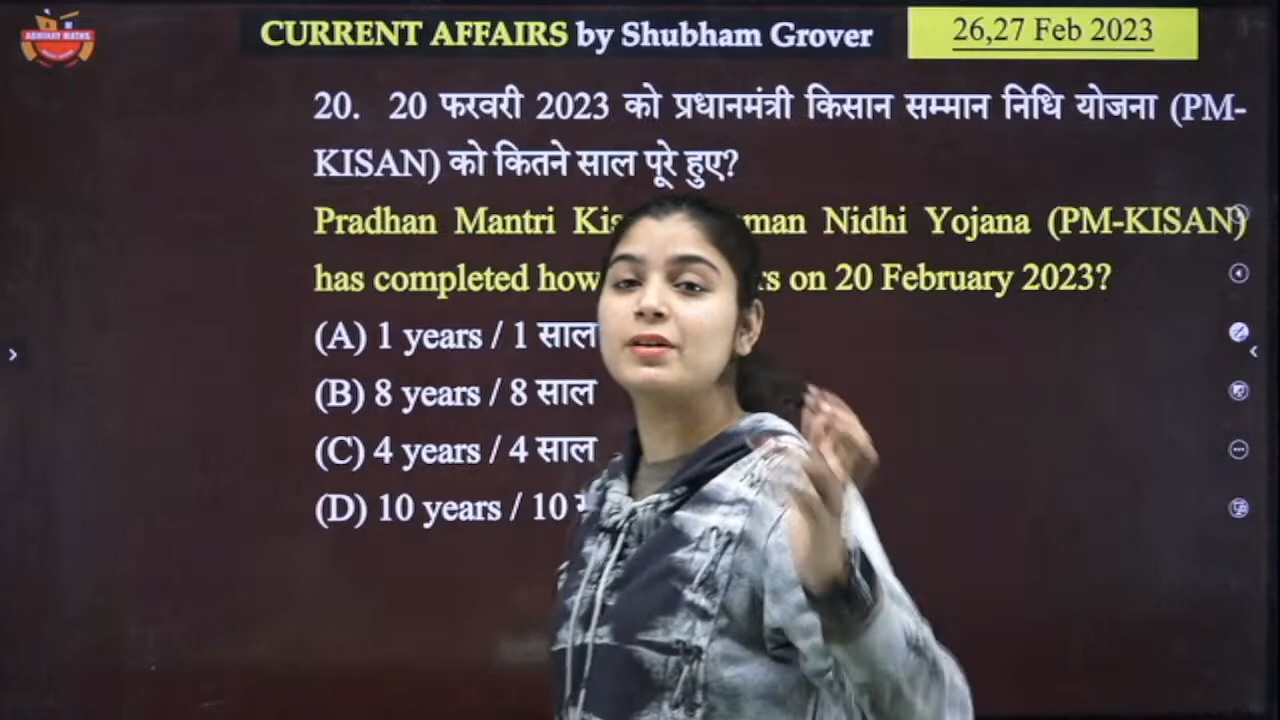 ABHINAY MATHS
CURRENT AFFAIRS by Shubham Grover
26,27 Feb 2023
20. 20 फरवरी 2023 को प्रधानमंत्री किसान सम्मान निधि योजना (PM-
KISAN) को कितने साल पूरे हुए?
Pradhan Mantri Nidhi Yojana (PM-KISAN)
has completed how on 20 February 2023?
(A) 1 years / 1 साल
(B) 8 years / 8 साल
(C) 4 years / 4 साल
(D) 10 years / 10